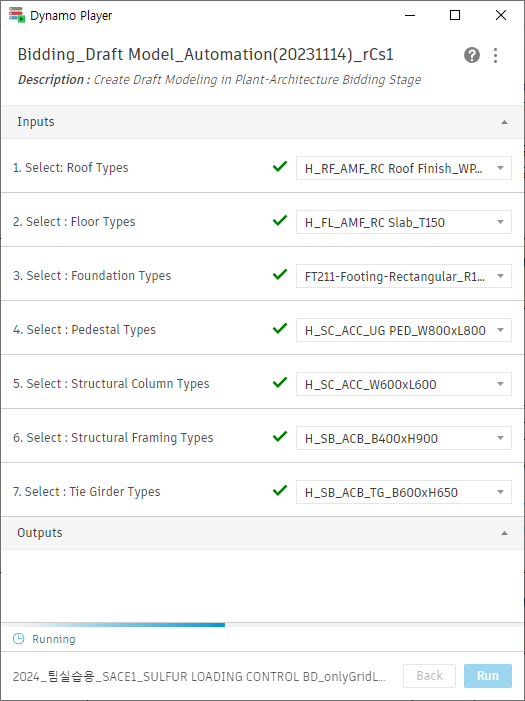 Dynamo Player
Bidding_Draft Model_Automation(20231114)_rCs1
Description : Create Draft Modeling in Plant-Architecture Bidding Stage
Inputs
1. Select: Roof Types H_RF_AMF_RC Roof Finish_WP...
2. Select : Floor Types H_FL_AMF_RC Slab_T150
3. Select : Foundation Types FT211-Footing-Rectangular_R1...
4. Select : Pedestal Types H_SC_ACC_UG PED_W800xL800
5. Select : Structural Column Types H_SC_ACC_W600xL600
6. Select : Structural Framing Types H_SB_ACB_B400xH900
7. Select : Tie Girder Types H_SB_ACB_TG_B600xH650
Outputs
Running
2024_팀실습용_SACE1_SULFUR LOADING CONTROL BD_onlyGridL... Back Run